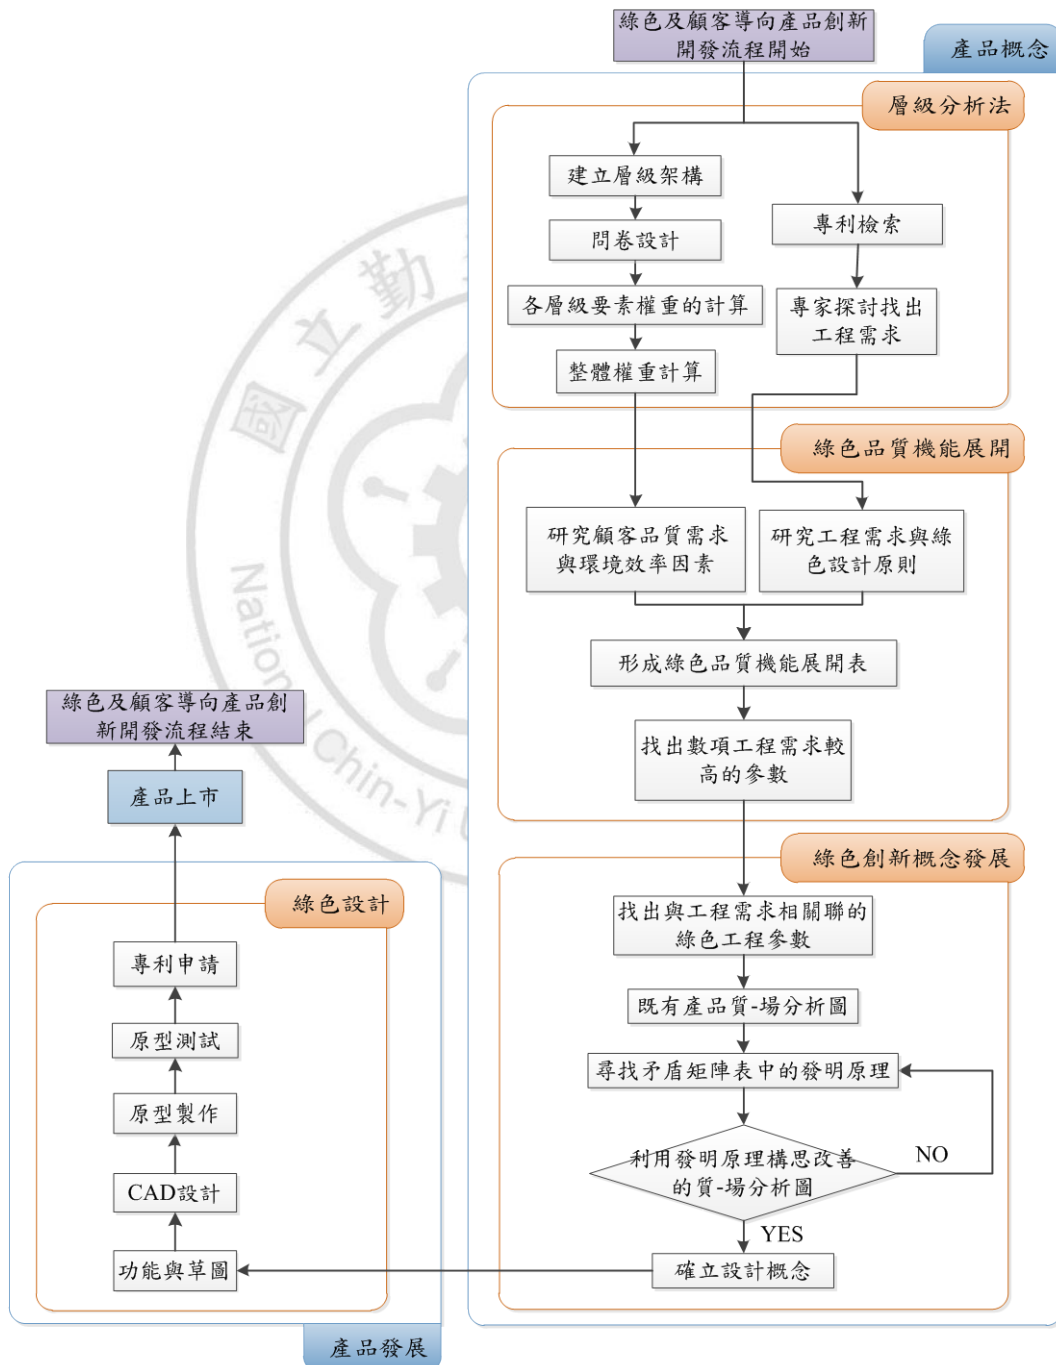 綠色及顧客導向產品創新
開發流程開始
產品概念
層級分析法
建立層級架構
問卷設計
各層級要素權重的計算
整體權重計算
專利檢索
專家探討找出
工程需求
綠色品質機能展開
研究顧客品質需求
與環境效率因素
研究工程需求與綠
色設計原則
形成綠色品質機能展開表
找出數項工程需求較
高的參數
綠色創新概念發展
找出與工程需求相關聯的
綠色工程參數
既有產品質-場分析圖
尋找矛盾矩陣表中的發明原理
利用發明原理構思改善
的質-場分析圖
NO
YES
確立設計概念
功能與草圖
CAD設計
原型製作
原型測試
專利申請
綠色設計
產品發展
產品上市
綠色及顧客導向產品創
新開發流程結束
國立勤
National Chin-Yi U